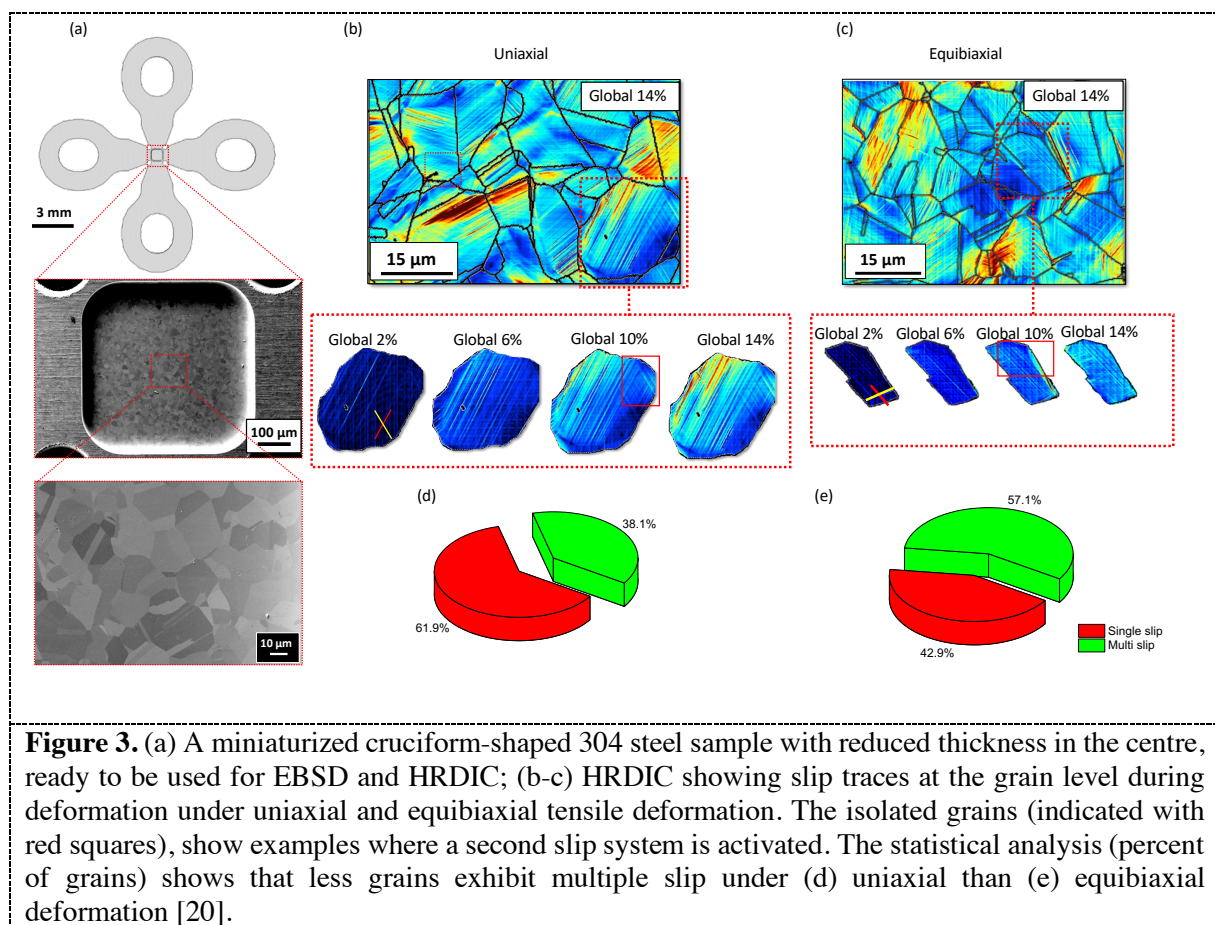 (a)
3 mm
100 µm
10 µm
(b)
Uniaxial
Global 14%
15 µm
Global 2% Global 6% Global 10% Global 14%
(c)
Equibiaxial
Global 14%
15 µm
Global 2% Global 6% Global 10% Global 14%
(d)
38.1%
61.9%
(e)
57.1%
42.9%
Single slip
Multi slip
Figure 3. (a) A miniaturized cruciform-shaped 304 steel sample with reduced thickness in the centre,
ready to be used for EBSD and HRDIC; (b-c) HRDIC showing slip traces at the grain level during
deformation under uniaxial and equibiaxial tensile deformation. The isolated grains (indicated with
red squares), show examples where a second slip system is activated. The statistical analysis (percent
of grains) shows that less grains exhibit multiple slip under (d) uniaxial than (e) equibiaxial
deformation [20].